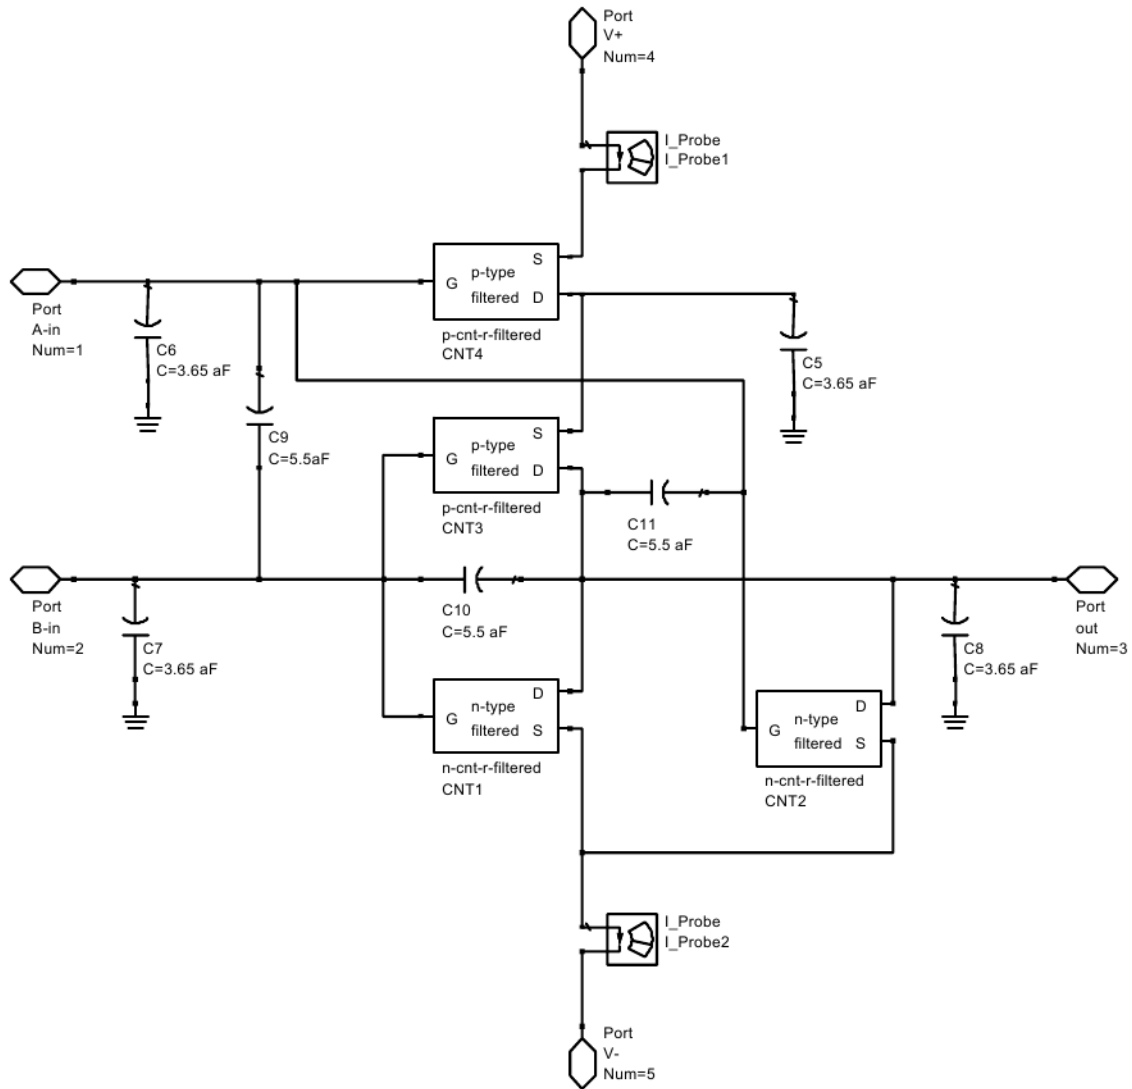 Port
V+
Num=4
I_Probe
I_Probe1
S
G
p-type
filtered
D
p-cnt-r-filtered
CNT4
Port
A-in
Num=1
C6
C=3.65 aF
C5
C=3.65 aF
C9
C=5.5aF
S
G
p-type
filtered
D
p-cnt-r-filtered
CNT3
C11
C=5.5 aF
Port
B-in
Num=2
C7
C=3.65 aF
C10
C=5.5 aF
C8
C=3.65 aF
Port
out
Num=3
D
G
n-type
filtered
S
n-cnt-r-filtered
CNT1
D
G
n-type
filtered
S
n-cnt-r-filtered
CNT2
I_Probe
I_Probe2
Port
V-
Num=5